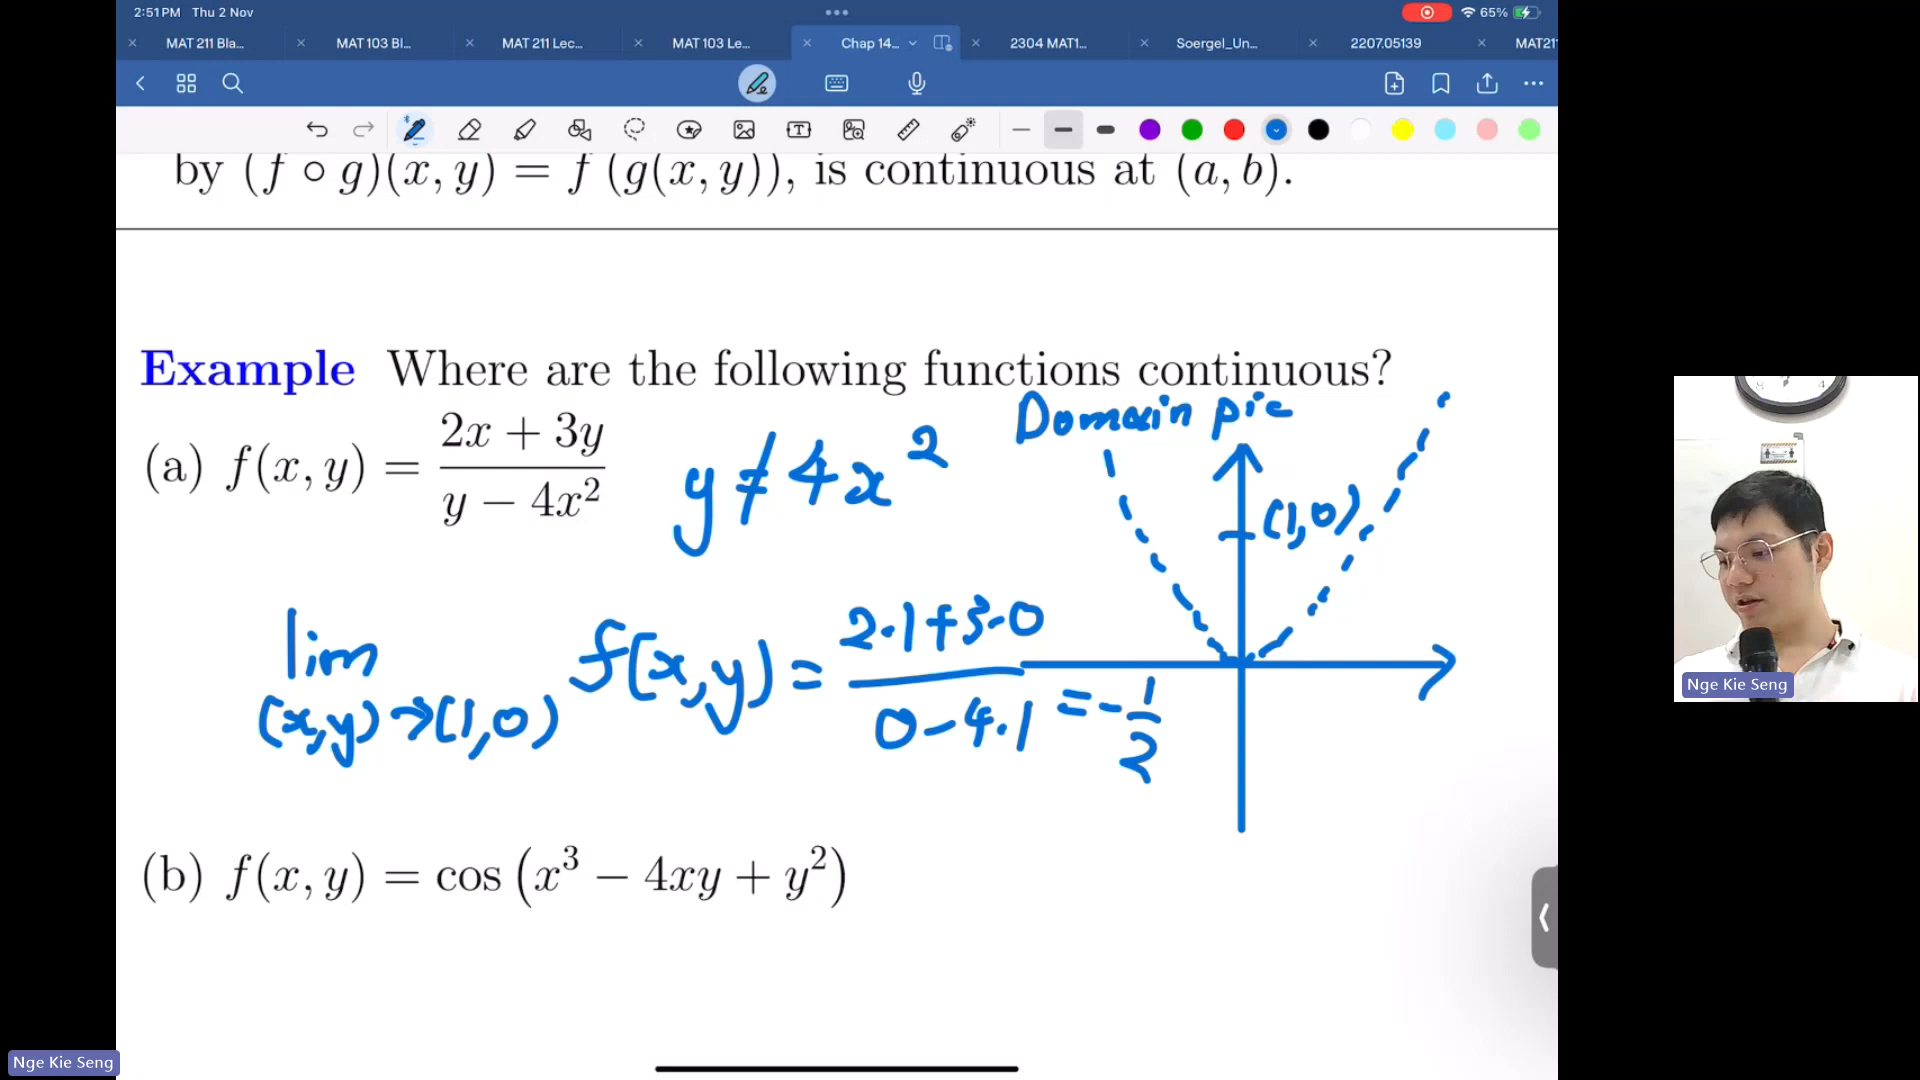 2:51 PM Thu 2 Nov
65%
MAT 211 Bla...
MAT 103 Bl...
MAT 211 Lec...
MAT 103 Le...
Chap 14...
2304 MAT1...
Soergel_Un...
2207.05139
MAT21
by (f ∘ g)(x, y) = f (g(x, y)), is continuous at (a, b).
Example Where are the following functions continuous?
Domain pic
(a) f(x, y) = (2x + 3y)/(y − 4x²)
y ≠ 4x²
(1,0)
lim (x,y)→(1,0) f(x,y) = (2·1+3·0)/(0−4·1) = -1/2
(b) f(x, y) = cos (x³ − 4xy + y²)
Nge Kie Seng
Nge Kie Seng